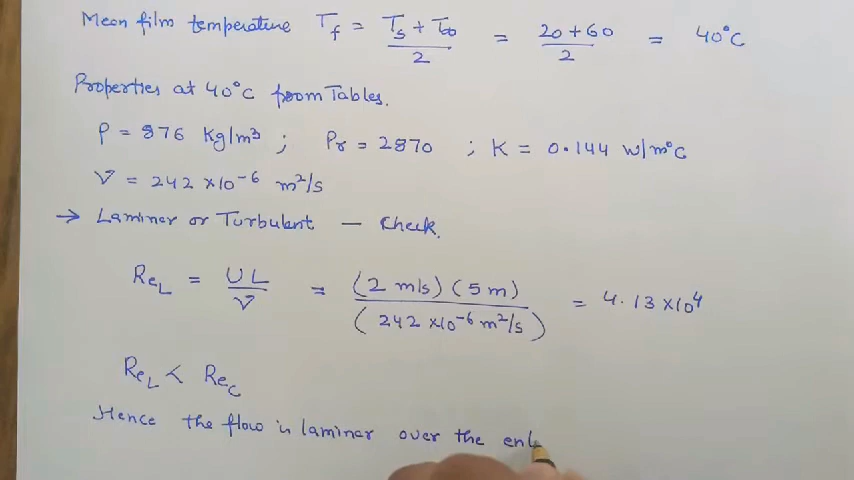 Mean film temperature T_f = (T_s + T_∞)/2 = (20+60)/2 = 40°C
Properties at 40°C from Tables.
ρ = 876 Kg/m³ ; Pr = 2870 ; K = 0.144 W/m°C
ν = 242 ×10⁻⁶ m²/s
→ Laminar or Turbulent — Check.
Re_L = UL/ν = (2 m/s) (5 m)/(242 ×10⁻⁶ m²/s) = 4.13 ×10⁴
Re_L < Re_C
Hence the flow is laminar over the